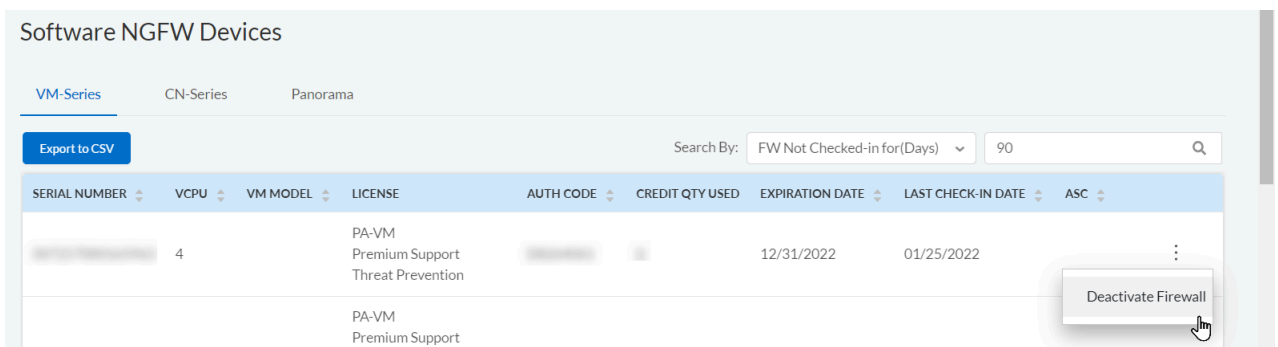 Software NGFW Devices
VM-Series CN-Series Panorama
Export to CSV Search By: FW Not Checked-in for(Days) 90
SERIAL NUMBER VCPU VM MODEL LICENSE AUTH CODE CREDIT QTY USED EXPIRATION DATE LAST CHECK-IN DATE ASC
PA-VM
4 Premium Support 12/31/2022 01/25/2022
Threat Prevention
Deactivate Firewall
PA-VM
Premium Support